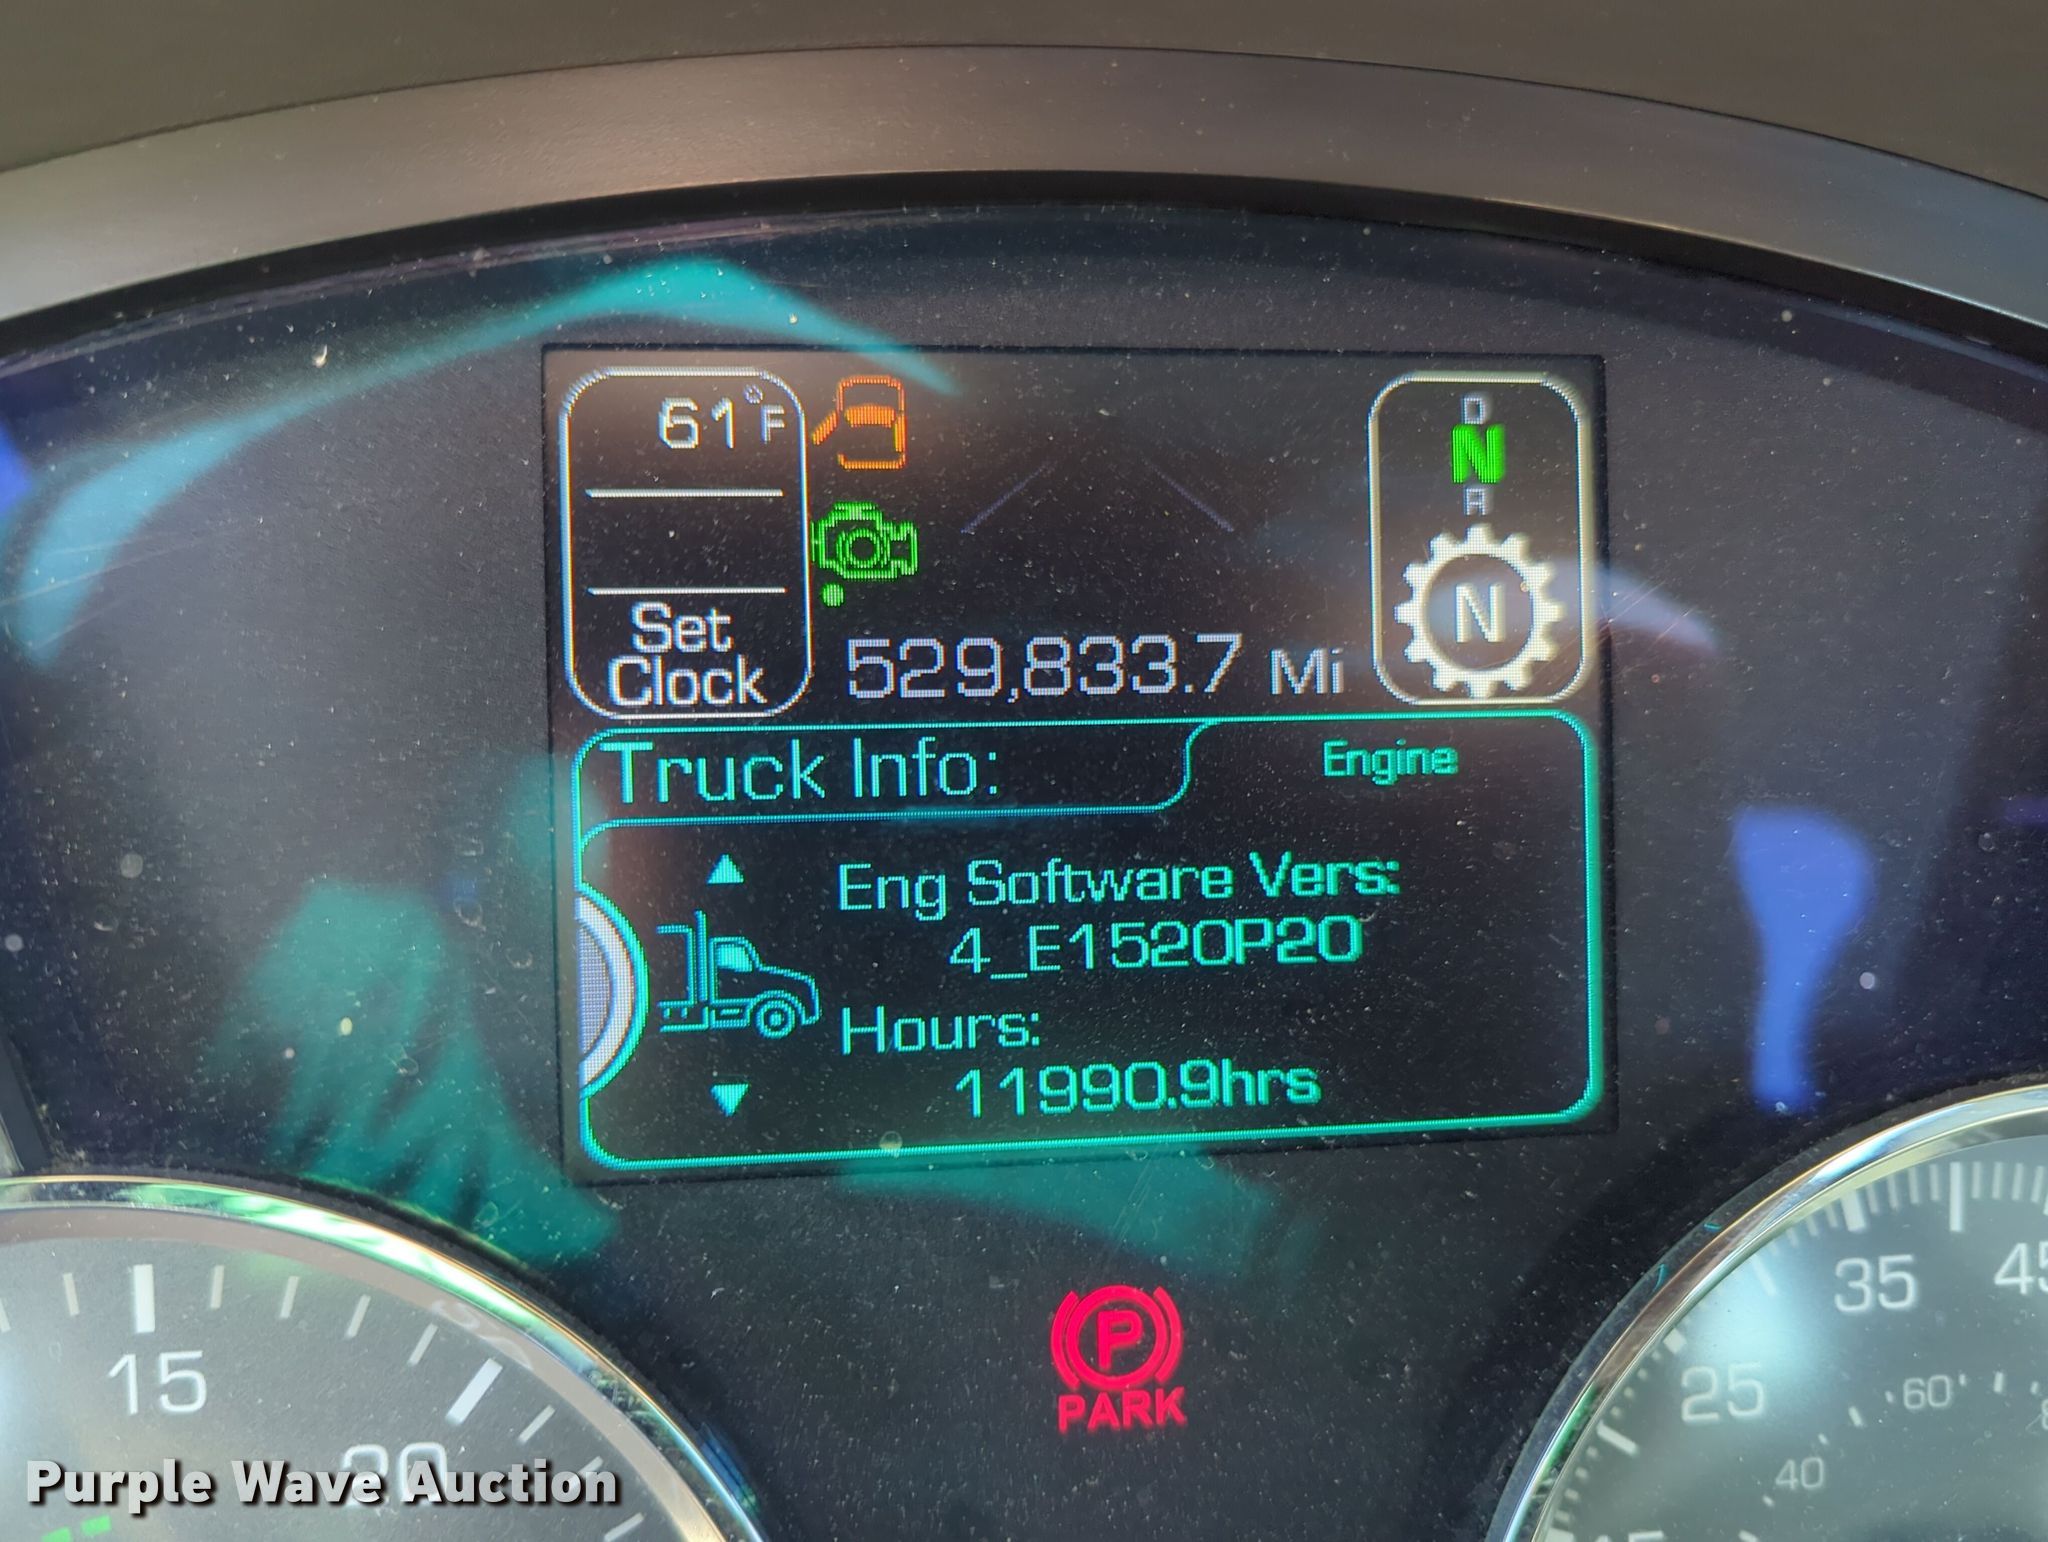 61°F
D
N
R
N
Set
Clock
529,833.7 Mi
Truck Info:
Engine
Eng Software Vers:
4_E1520P20
Hours:
11990.9hrs
P
PARK
15
20
25
35
40
60
Purple Wave Auction